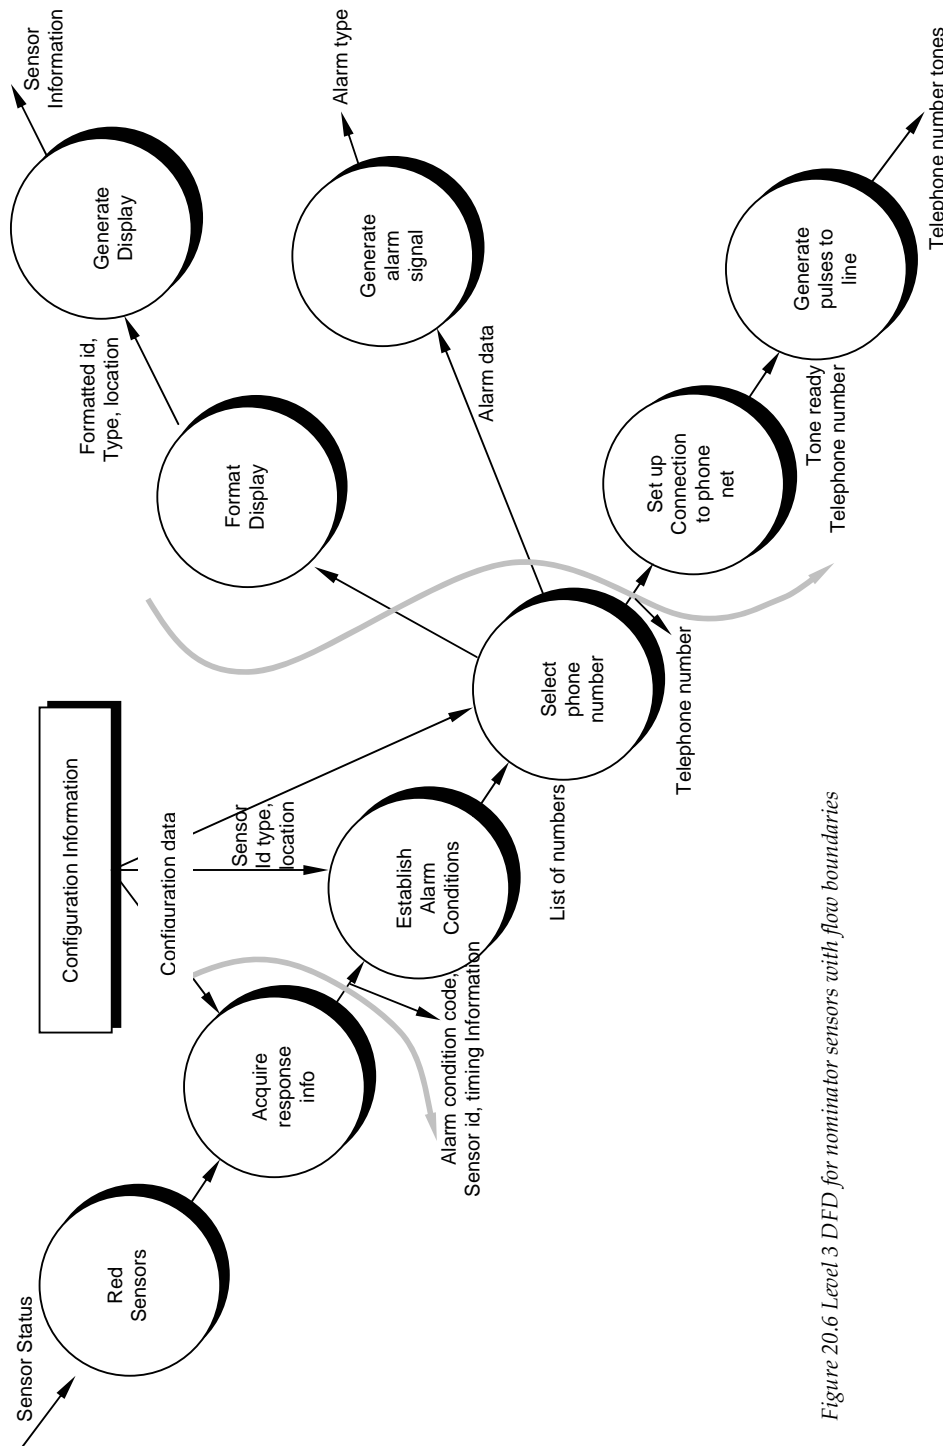 Sensor Status
Red
Sensors
Acquire
response
info
Configuration Information
Configuration data
Sensor
Id type,
location
Alarm condition code,
Sensor id, timing Information
Establish
Alarm
Conditions
List of numbers
Select
phone
number
Telephone number
Format
Display
Formatted id,
Type, location
Generate
Display
Sensor
Information
Alarm data
Generate
alarm
signal
Alarm type
Set up
Connection
to phone
net
Tone ready
Telephone number
Generate
pulses to
line
Telephone number tones
Figure 20.6 Level 3 DFD for nominator sensors with flow boundaries